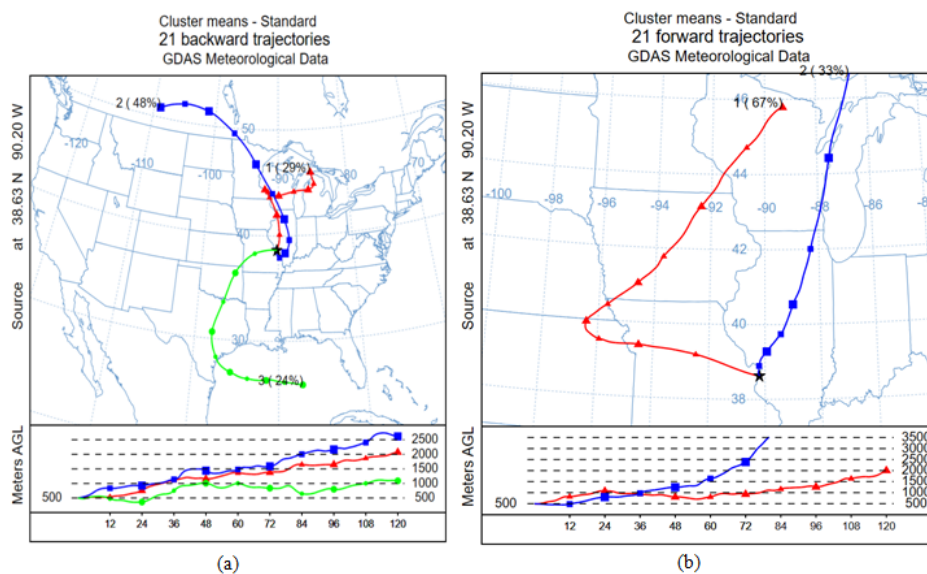 Cluster means - Standard
21 backward trajectories
GDAS Meteorological Data
Source ★ at 38.63 N 90.20 W
2 ( 48%)
-120
-110
-100
50
1 ( 29%)
-90
-80
70
40
30
3 ( 24%)
Meters AGL
500
2500
2000
1500
1000
500
12 24 36 48 60 72 84 96 108 120
(a)
Cluster means - Standard
21 forward trajectories
GDAS Meteorological Data
Source ★ at 38.63 N 90.20 W
2 ( 33%)
46
1 ( 67%)
44
-100
-98
-96
-94
-92
-90
-88
-86
-84
42
40
38
Meters AGL
500
3500
3000
2500
2000
1500
1000
5000
12 24 36 48 60 72 84 96 108 120
(b)